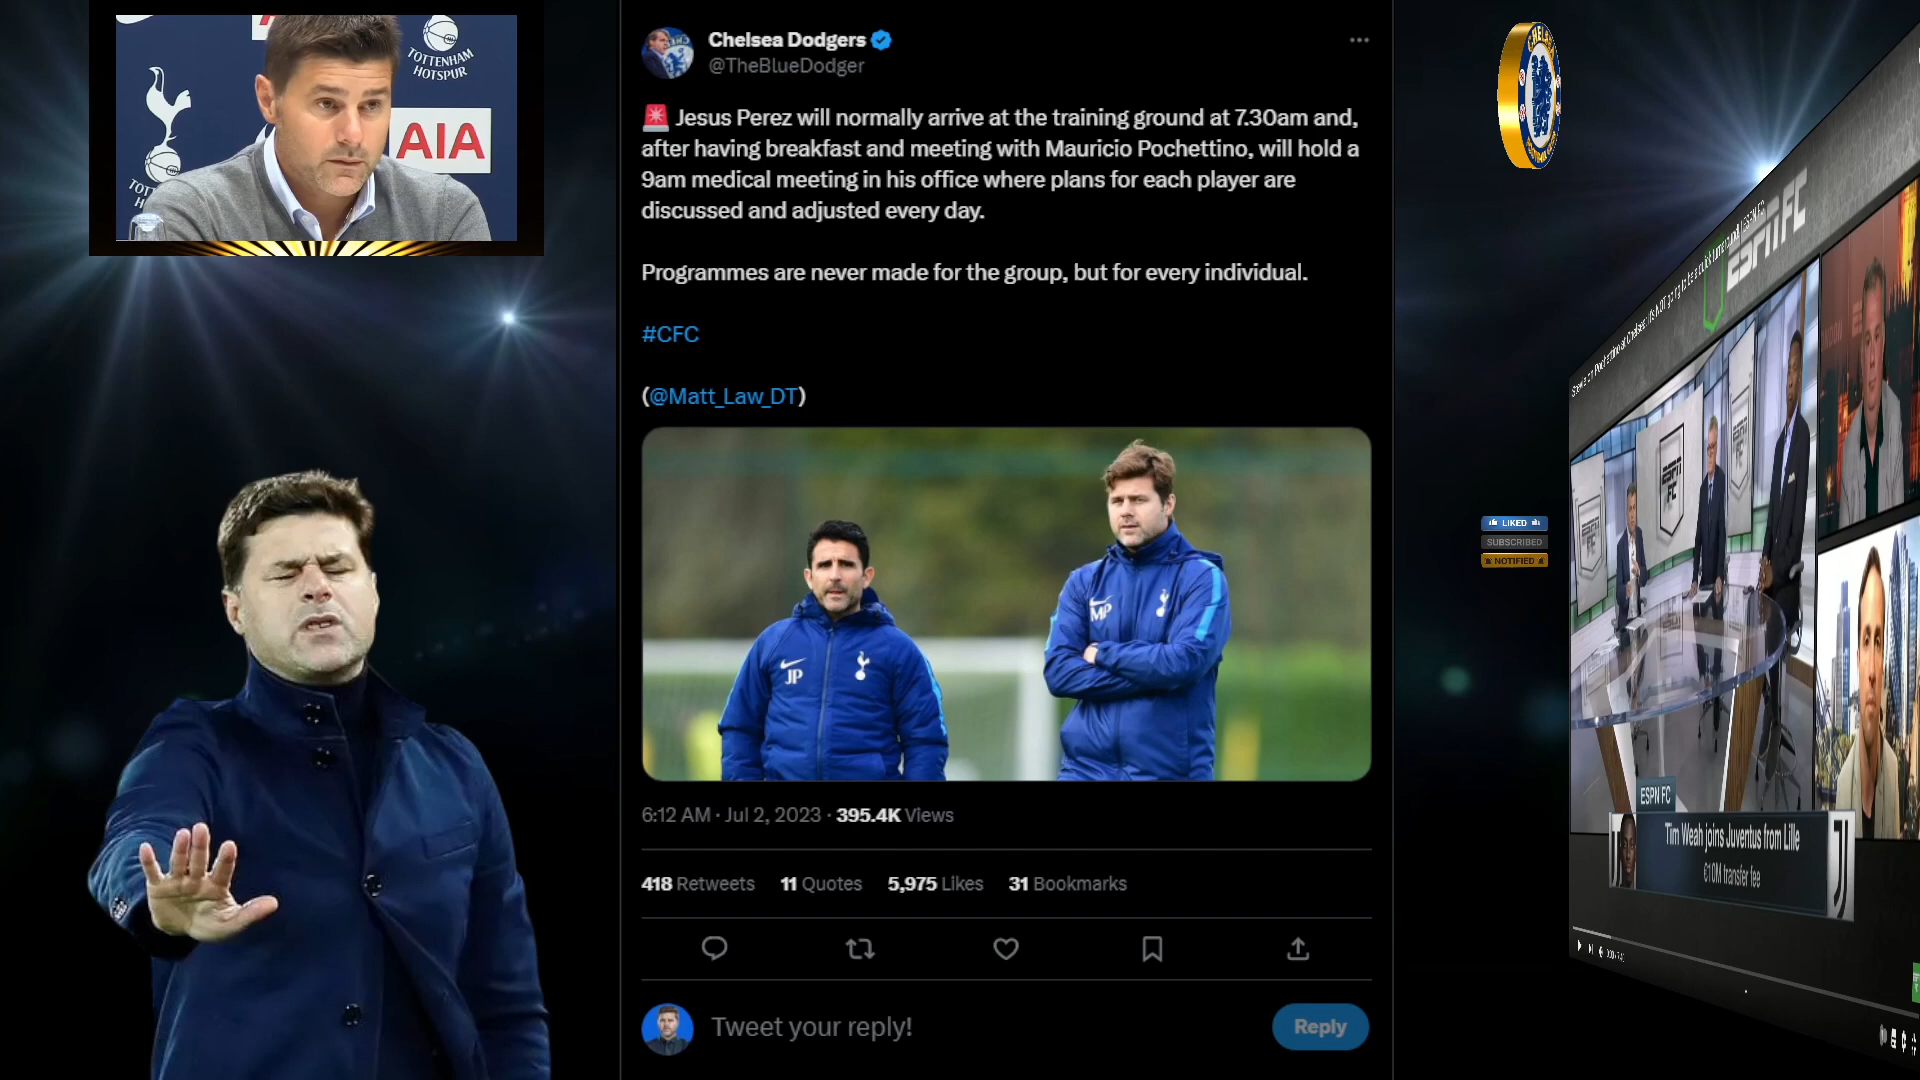 TOTTENHAM
HOTSPUR
AIA
Chelsea Dodgers
@TheBlueDodger
Jesus Perez will normally arrive at the training ground at 7.30am and,
after having breakfast and meeting with Mauricio Pochettino, will hold a
9am medical meeting in his office where plans for each player are
discussed and adjusted every day.
Programmes are never made for the group, but for every individual.
#CFC
(@Matt_Law_DT)
JP
MP
6:12 AM · Jul 2, 2023 · 395.4K Views
418 Retweets 11 Quotes 5,975 Likes 31 Bookmarks
Tweet your reply!
Reply
LIKED
SUBSCRIBED
NOTIFIED
ESPN FC
ESPN FC
ESPN FC
Tim Weah joins Juventus from Lille
€10M transfer fee